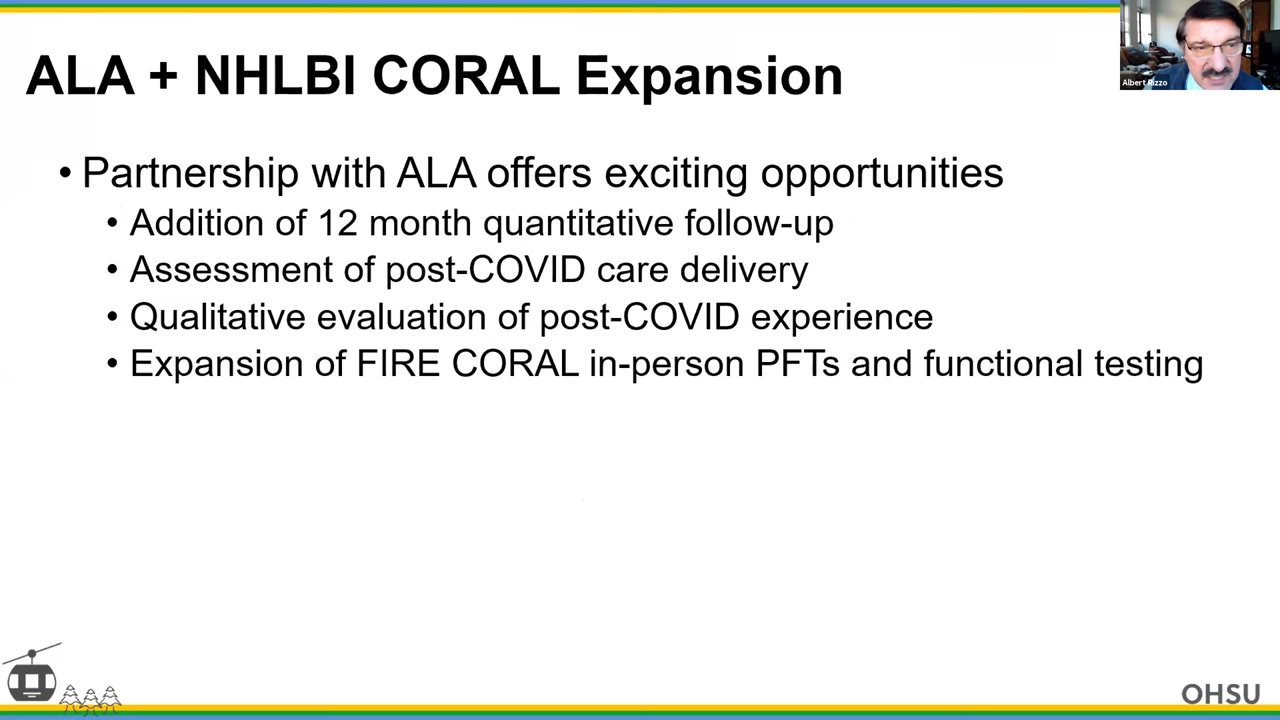 ALA + NHLBI CORAL Expansion
Albert Rizzo
• Partnership with ALA offers exciting opportunities
• Addition of 12 month quantitative follow-up
• Assessment of post-COVID care delivery
• Qualitative evaluation of post-COVID experience
• Expansion of FIRE CORAL in-person PFTs and functional testing
OHSU